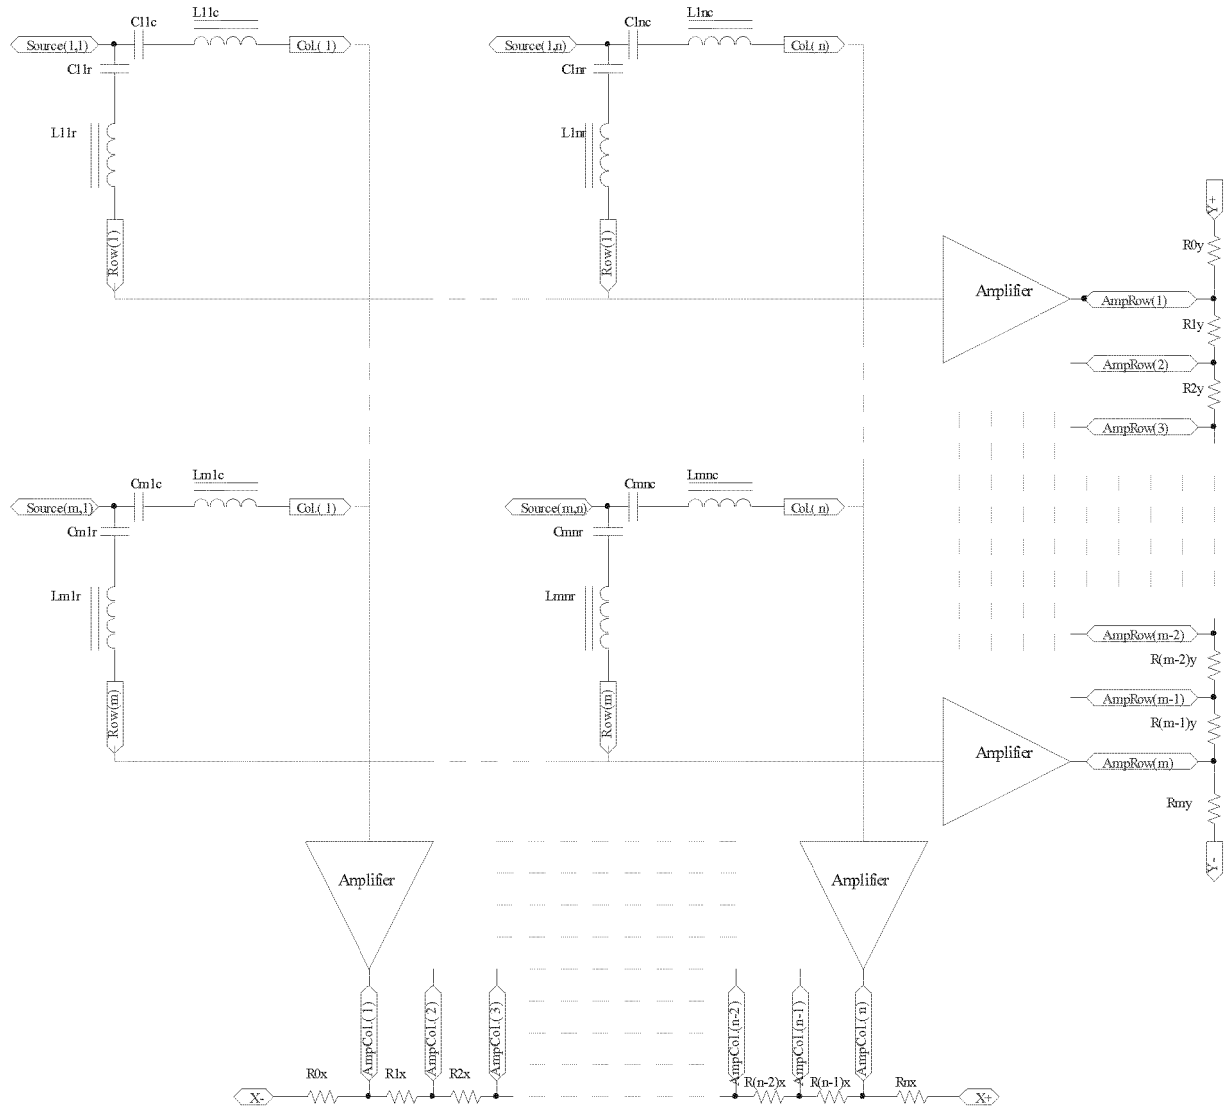 C11c
L11c
C1nc
L1nc
Source(1,1)
Col.( 1)
Source(1,n)
Col.( n)
C11r
C1nr
L11r
L1nr
Row(1)
Row(1)
Y+
R0y
Amplifier
AmpRow(1)
R1y
AmpRow(2)
R2y
AmpRow(3)
Cm1c
Lm1c
Cmnc
Lmnc
Source(m,1)
Col.( 1)
Source(m,n)
Col.( n)
Cm1r
Cmnr
Lm1r
Lmnr
AmpRow(m-2)
R(m-2)y
Row(m)
Row(m)
AmpRow(m-1)
R(m-1)y
Amplifier
AmpRow(m)
Rmy
Y-
Amplifier
Amplifier
AmpCol.( 1)
AmpCol.( 2)
AmpCol.( 3)
AmpCol.(n-2)
AmpCol.(n-1)
AmpCol.( n)
R0x
R1x
R2x
R(n-2)x
R(n-1)x
Rnx
X-
X+